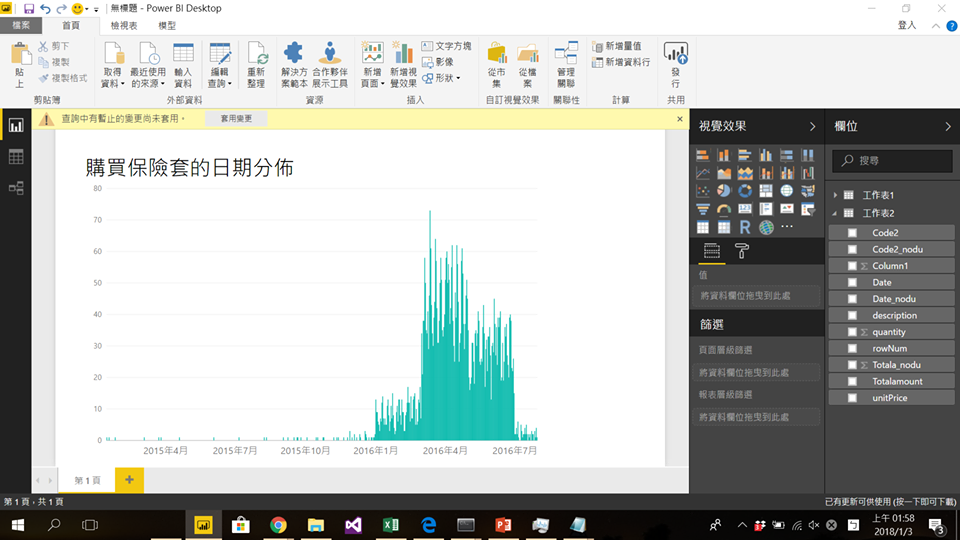 無標題 - Power BI Desktop
檔案 首頁 檢視表 模型 登入
貼上
剪下
複製
複製格式
剪貼簿
取得資料
最近使用的來源
輸入資料
編輯查詢
外部資料
重新整理
解決方案範本
合作夥伴展示工具
資源
新增頁面
新增視覺效果
文字方塊
影像
形狀
插入
從市集
從檔案
自訂視覺效果
管理關聯
關聯性
新增量值
新增資料行
計算
發行
共用
查詢中有暫止的變更尚未套用。 套用變更
購買保險套的日期分佈
80
70
60
50
40
30
20
10
0
2015年4月 2015年7月 2015年10月 2016年1月 2016年4月 2016年7月
視覺效果
值
將資料欄位拖曳到此處
篩選
頁面層級篩選
將資料欄位拖曳到此處
報表層級篩選
將資料欄位拖曳到此處
欄位
搜尋
工作表1
工作表2
Code2
Code2_nodu
Σ Column1
Date
Date_nodu
description
Σ quantity
rowNum
Σ Totala_nodu
Totalamount
unitPrice
第 1 頁
第 1 頁，共 1 頁 已有更新可供使用 (按一下即可下載)
上午 01:58
2018/1/3
3